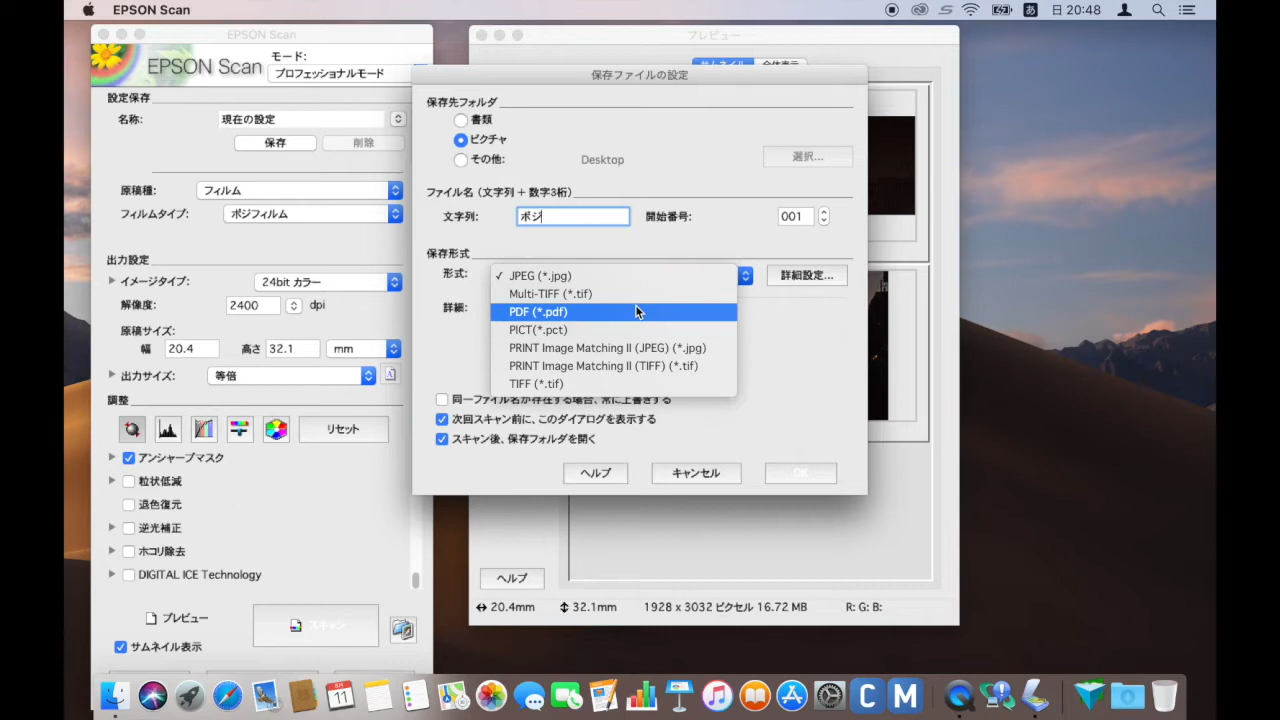 EPSON Scan
あ
日 20:48
EPSON Scan
EPSON Scan
モード:
プロフェッショナルモード
設定保存
名称:
現在の設定
保存
削除
原稿種:
フィルム
フィルムタイプ:
ポジフィルム
出力設定
イメージタイプ:
24bit カラー
解像度:
2400
dpi
原稿サイズ:
幅
20.4
高さ
32.1
mm
出力サイズ:
等倍
A
調整
リセット
アンシャープマスク
粒状低減
退色復元
逆光補正
ホコリ除去
DIGITAL ICE Technology
プレビュー
スキャン
サムネイル表示
プレビュー
サムネイル
全体表示
保存ファイルの設定
保存先フォルダ
書類
ピクチャ
その他:
Desktop
選択...
ファイル名 (文字列 + 数字3桁)
文字列:
ポジ
開始番号:
001
保存形式
形式:
JPEG (*.jpg)
Multi-TIFF (*.tif)
PDF (*.pdf)
PICT(*.pct)
PRINT Image Matching II (JPEG) (*.jpg)
PRINT Image Matching II (TIFF) (*.tif)
TIFF (*.tif)
詳細設定...
詳細:
同一ファイル名が存在する場合、常に上書きする
次回スキャン前に、このダイアログを表示する
スキャン後、保存フォルダを開く
ヘルプ
キャンセル
OK
ヘルプ
20.4mm
32.1mm
1928 x 3032 ピクセル 16.72 MB
R: G: B:
11
C
M